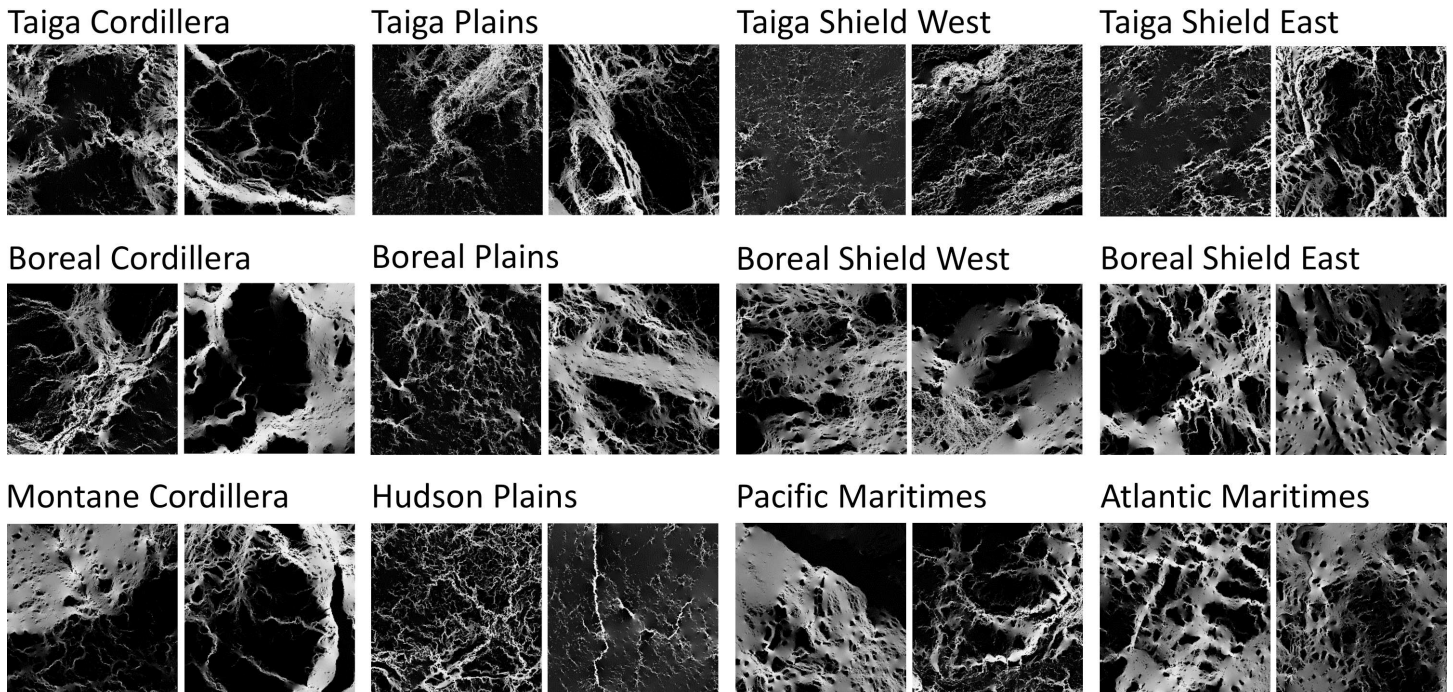 Taiga Cordillera
Taiga Plains
Taiga Shield West
Taiga Shield East
Boreal Cordillera
Boreal Plains
Boreal Shield West
Boreal Shield East
Montane Cordillera
Hudson Plains
Pacific Maritimes
Atlantic Maritimes